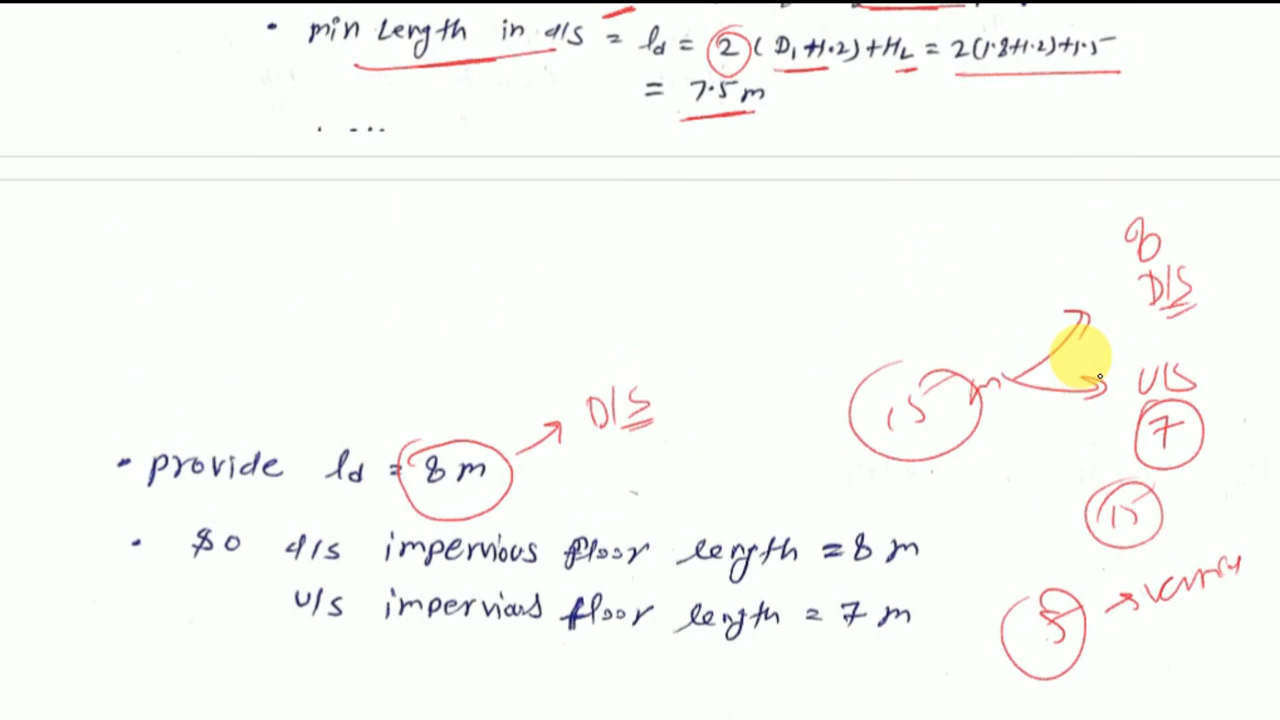 • min Length in d/s = ld = 2 (D1+1.2)+HL = 2(1.8+1.2)+1.5
= 7.5 m
. ...
8
D/S
15 m
U/S
7
D/S
• provide ld = 8 m
15
• So d/s impervious floor length = 8 m
u/s impervious floor length = 7 m
5 →